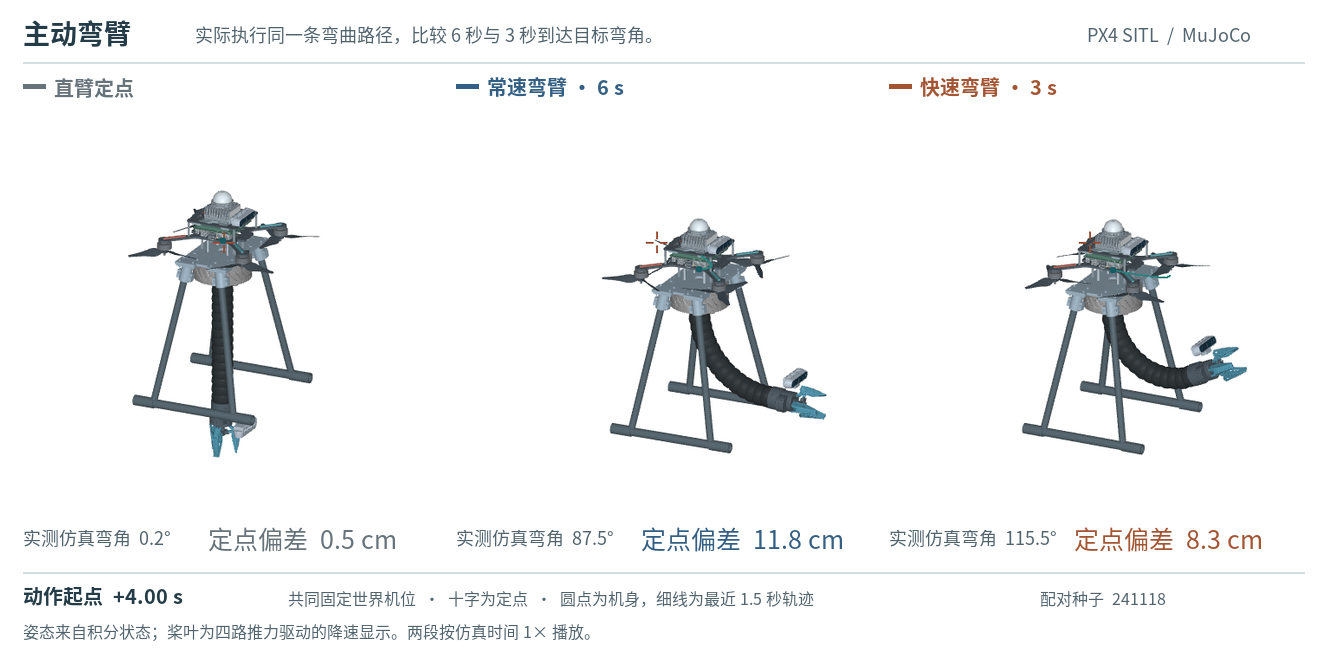 主动弯臂 实际执行同一条弯曲路径，比较 6 秒与 3 秒到达目标弯角。 PX4 SITL / MuJoCo
直臂定点 常速弯臂 · 6 s 快速弯臂 · 3 s
实测仿真弯角 0.2° 定点偏差 0.5 cm 实测仿真弯角 87.5° 定点偏差 11.8 cm 实测仿真弯角 115.5° 定点偏差 8.3 cm
动作起点 +4.00 s 共同固定世界机位 · 十字为定点 · 圆点为机身，细线为最近 1.5 秒轨迹 配对种子 241118
姿态来自积分状态；桨叶为四路推力驱动的降速显示。两段按仿真时间 1× 播放。